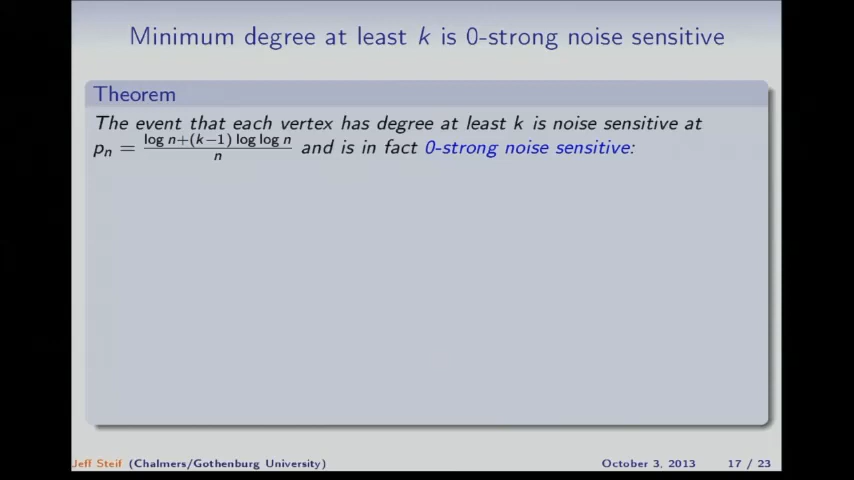 Minimum degree at least k is 0-strong noise sensitive
Theorem
The event that each vertex has degree at least k is noise sensitive at
pₙ = (log n+(k−1) log log n)/n and is in fact 0-strong noise sensitive:
Jeff Steif (Chalmers/Gothenburg University) October 3, 2013 17 / 23